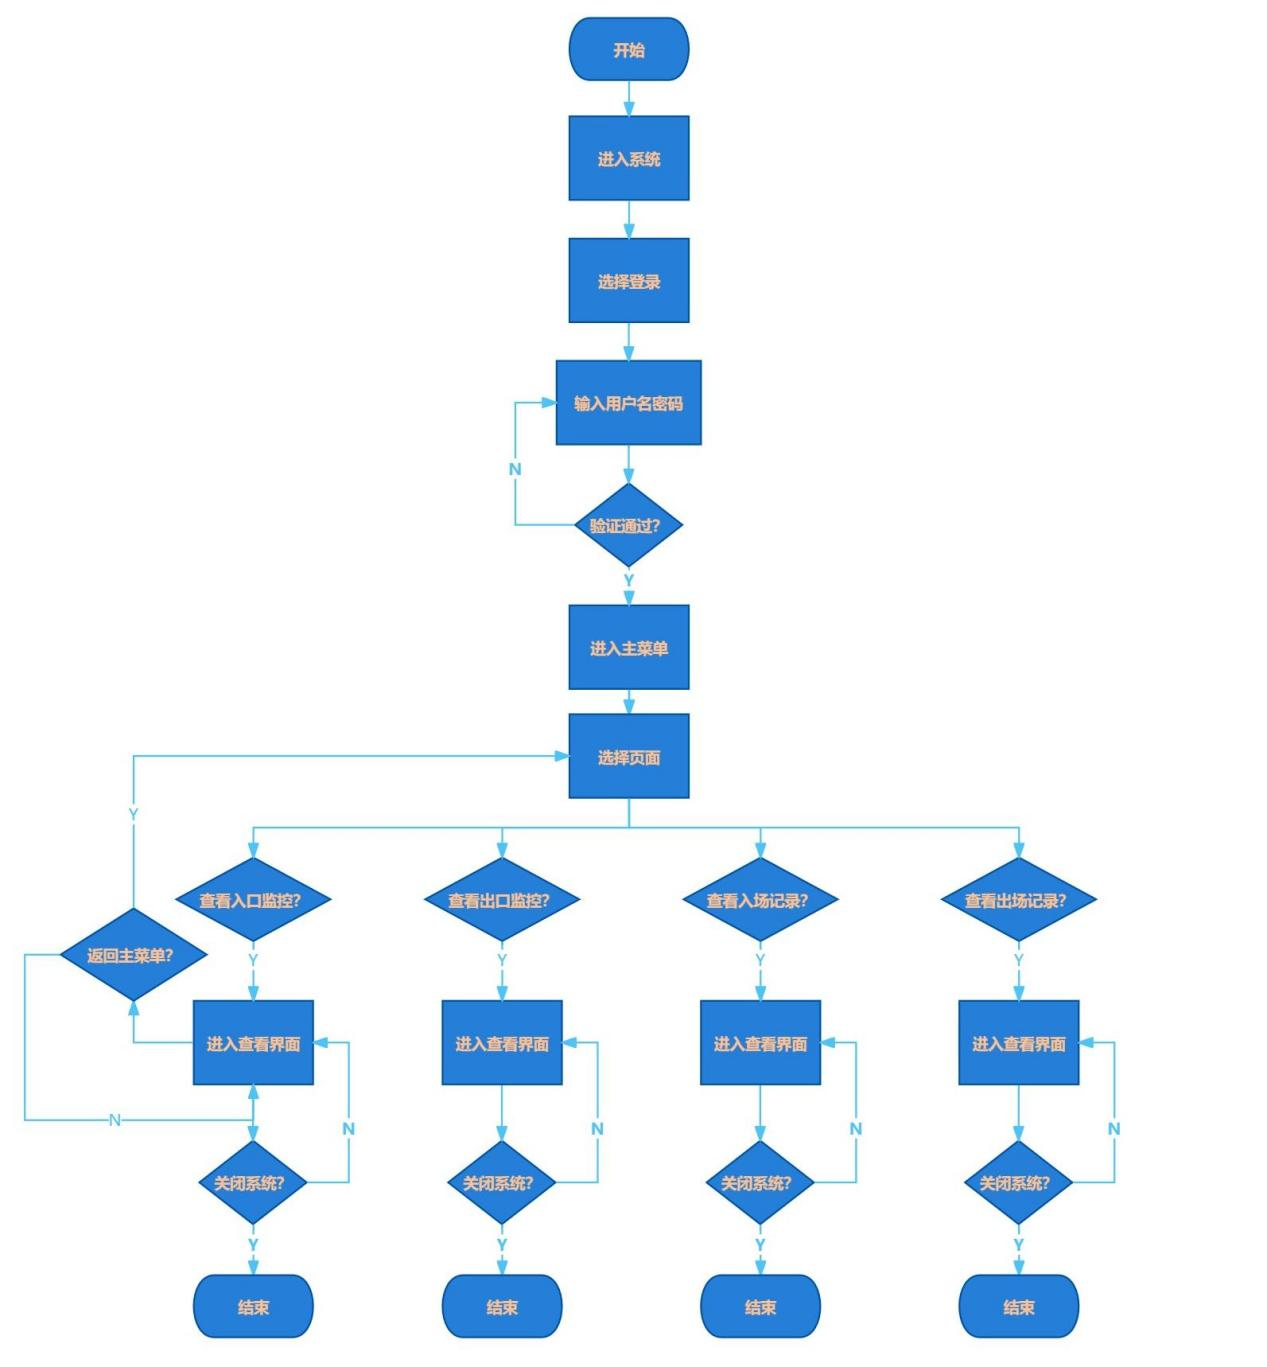 开始
进入系统
选择登录
输入用户名密码
N
验证通过?
Y
进入主菜单
选择页面
Y
查看入口监控?
查看出口监控?
查看入场记录?
查看出场记录?
返回主菜单?
Y
Y
Y
Y
进入查看界面
进入查看界面
进入查看界面
进入查看界面
N
N
N
N
N
关闭系统?
关闭系统?
关闭系统?
关闭系统?
Y
Y
Y
Y
结束
结束
结束
结束